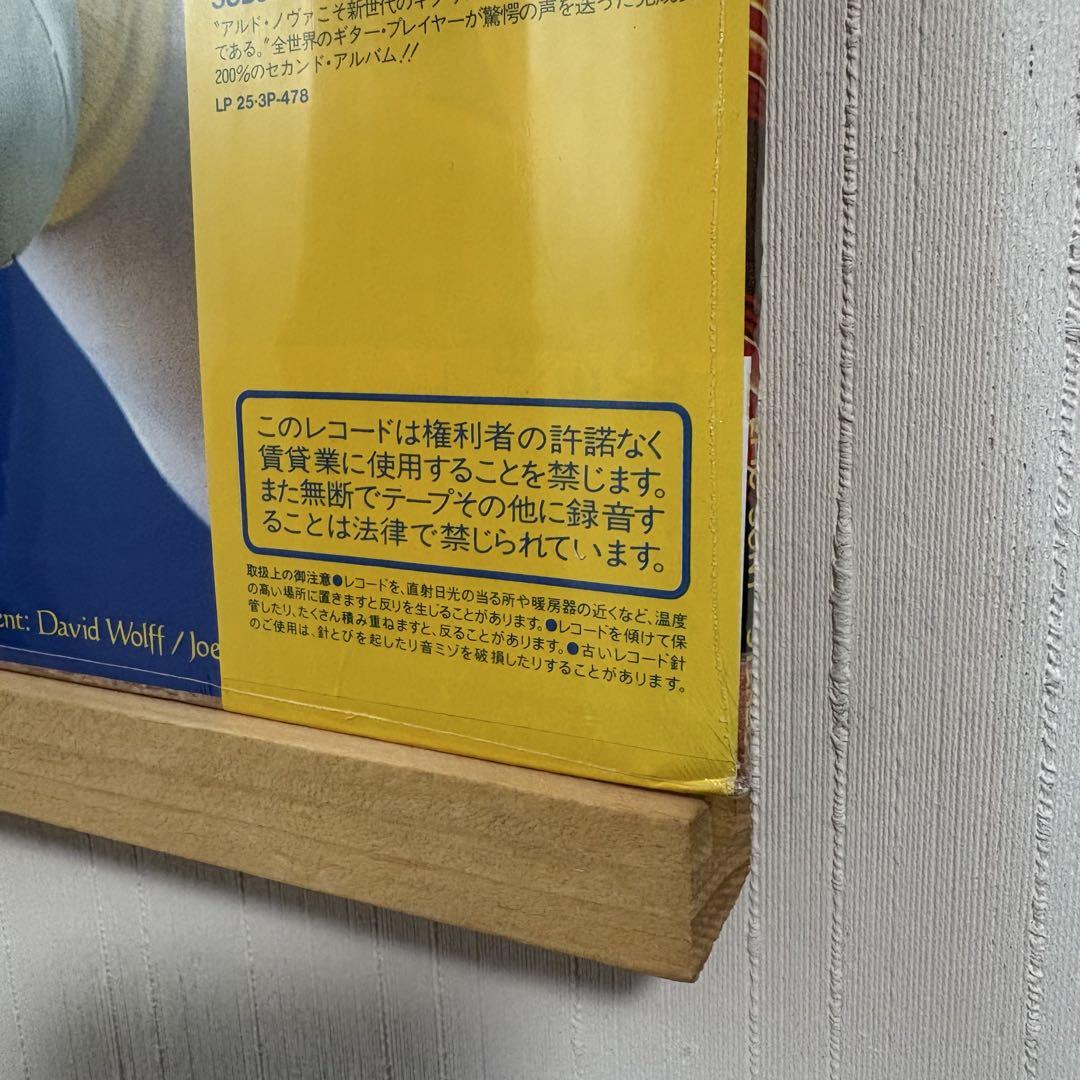 "アルド・ノヴァこそ新世代のギ
である。"全世界のギター・プレイヤーが驚愕の声を送った完成
200%のセカンド・アルバム!!
LP 25・3P-478
このレコードは権利者の許諾なく
賃貸業に使用することを禁じます。
また無断でテープその他に録音す
ることは法律で禁じられています。
取扱上の御注意●レコードを、直射日光の当る所や暖房器の近くなど、温度
の高い場所に置きますと反りを生じることがあります。●レコードを傾けて保
管したり、たくさん積み重ねますと、反ることがあります。●古いレコード針
のご使用は、針とびを起したり音ミゾを破損したりすることがあります。
ent: David Wolff / Joe